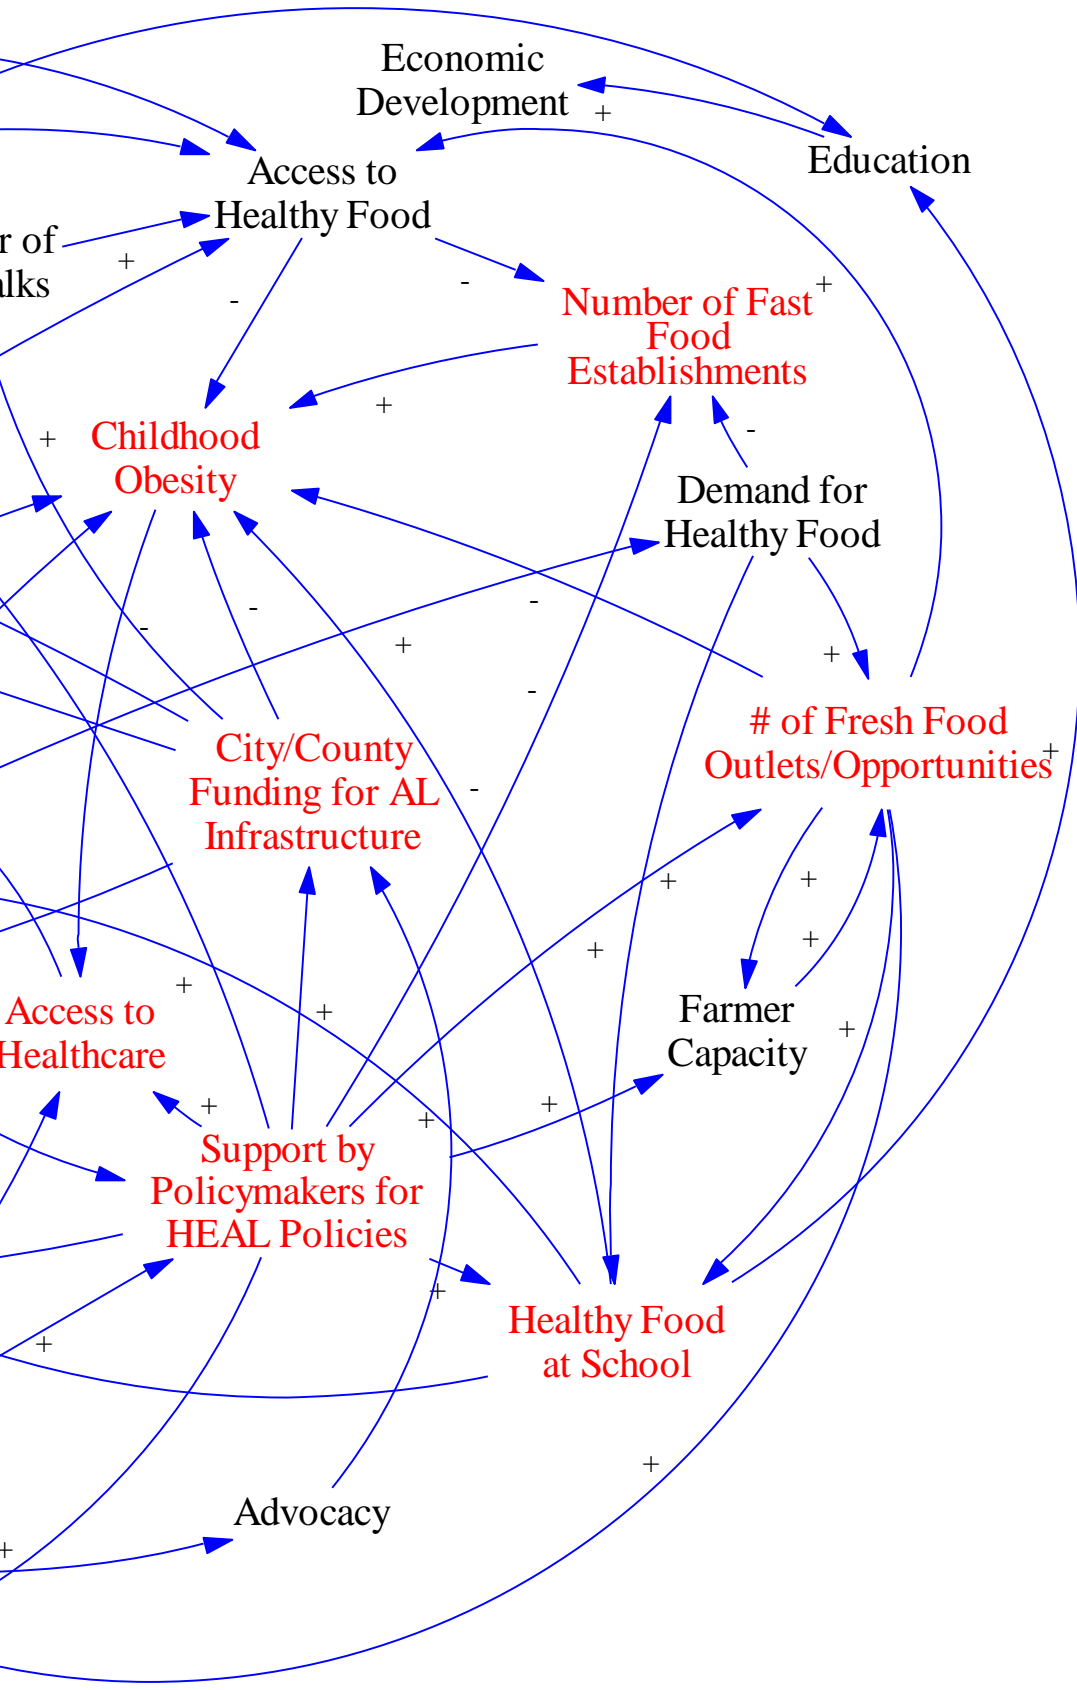 Economic
Development
+
Education
Access to
Healthy Food
r of
alks
+
-
-
+
Number of Fast
Food
Establishments
+
+
Childhood
Obesity
-
Demand for
Healthy Food
-
-
-
+
+
-
# of Fresh Food
Outlets/Opportunities
+
City/County
Funding for AL
Infrastructure
-
+
+
+
+
Farmer
Capacity
+
+
+
Access to
Healthcare
+
+
+
Support by
Policymakers for
HEAL Policies
+
+
Healthy Food
at School
+
Advocacy
+